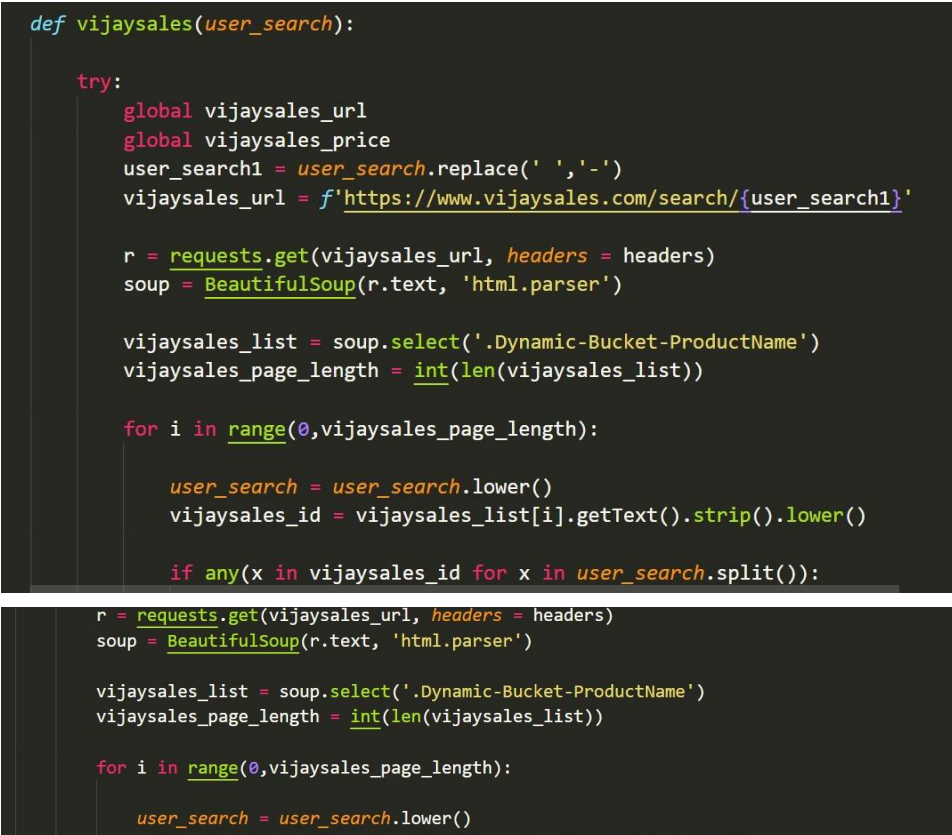 def vijaysales(user_search):
try:
global vijaysales_url
global vijaysales_price
user_search1 = user_search.replace(' ','-')
vijaysales_url = f'https://www.vijaysales.com/search/{user_search1}'
r = requests.get(vijaysales_url, headers = headers)
soup = BeautifulSoup(r.text, 'html.parser')
vijaysales_list = soup.select('.Dynamic-Bucket-ProductName')
vijaysales_page_length = int(len(vijaysales_list))
for i in range(0,vijaysales_page_length):
user_search = user_search.lower()
vijaysales_id = vijaysales_list[i].getText().strip().lower()
if any(x in vijaysales_id for x in user_search.split()):
r = requests.get(vijaysales_url, headers = headers)
soup = BeautifulSoup(r.text, 'html.parser')
vijaysales_list = soup.select('.Dynamic-Bucket-ProductName')
vijaysales_page_length = int(len(vijaysales_list))
for i in range(0,vijaysales_page_length):
user_search = user_search.lower()